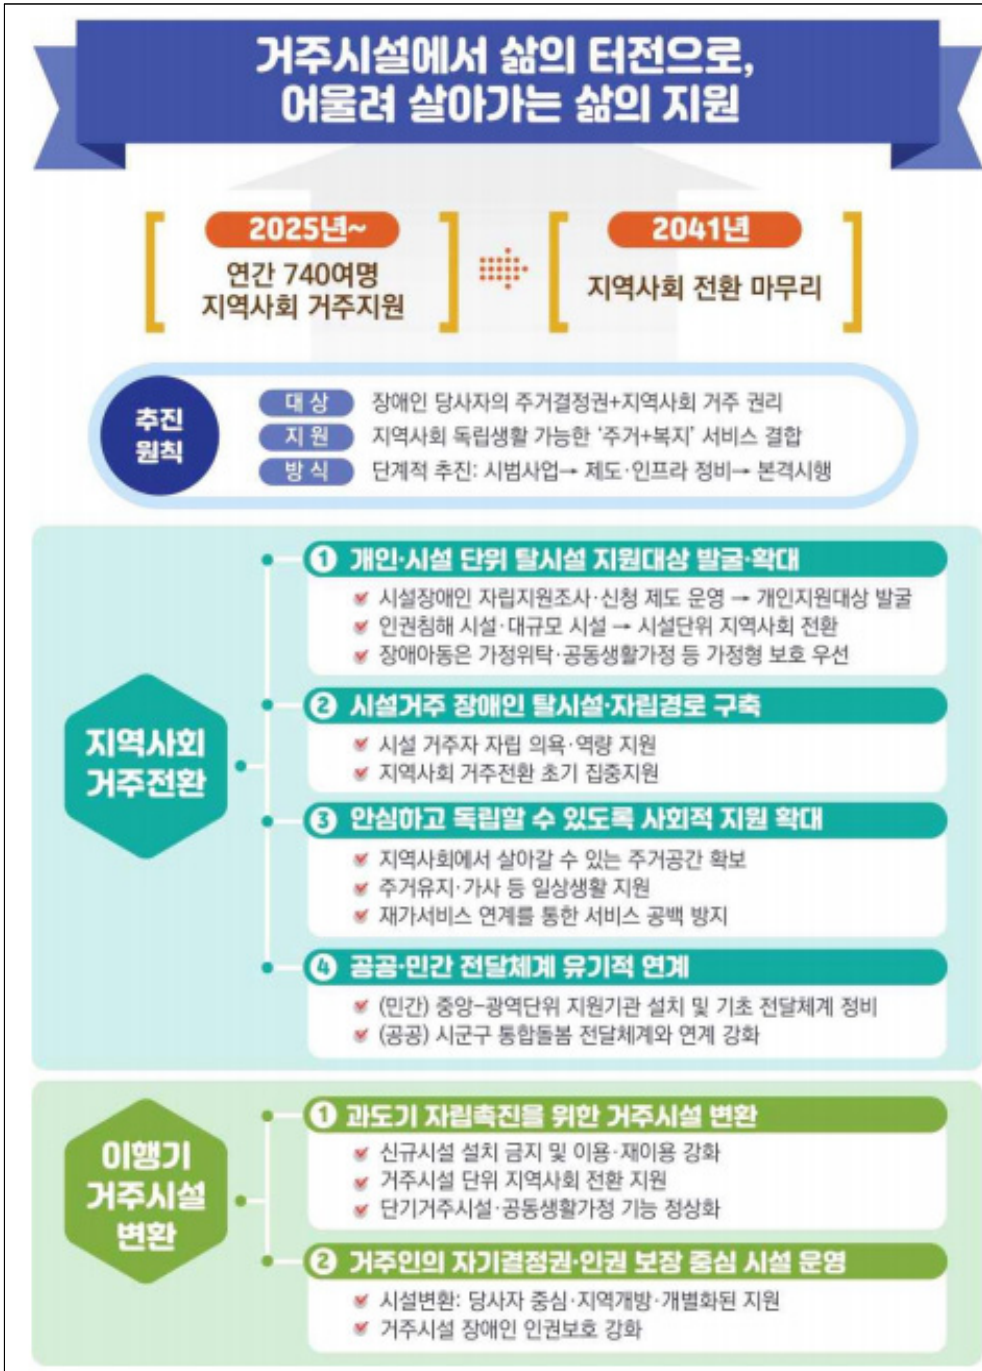 거주시설에서 삶의 터전으로,
어울려 살아가는 삶의 지원
2025년~
연간 740여명
지역사회 거주지원
2041년
지역사회 전환 마무리
추진
원칙
대상 장애인 당사자의 주거결정권+지역사회 거주 권리
지원 지역사회 독립생활 가능한 ‘주거+복지’ 서비스 결합
방식 단계적 추진: 시범사업→ 제도·인프라 정비→ 본격시행
지역사회
거주전환
1 개인·시설 단위 탈시설 지원대상 발굴·확대
시설장애인 자립지원조사·신청 제도 운영 → 개인지원대상 발굴
인권침해 시설·대규모 시설 → 시설단위 지역사회 전환
장애아동은 가정위탁·공동생활가정 등 가정형 보호 우선
2 시설거주 장애인 탈시설·자립경로 구축
시설 거주자 자립 의욕·역량 지원
지역사회 거주전환 초기 집중지원
3 안심하고 독립할 수 있도록 사회적 지원 확대
지역사회에서 살아갈 수 있는 주거공간 확보
주거유지·가사 등 일상생활 지원
재가서비스 연계를 통한 서비스 공백 방지
4 공공·민간 전달체계 유기적 연계
(민간) 중앙-광역단위 지원기관 설치 및 기초 전달체계 정비
(공공) 시군구 통합돌봄 전달체계와 연계 강화
이행기
거주시설
변환
1 과도기 자립촉진을 위한 거주시설 변환
신규시설 설치 금지 및 이용·재이용 강화
거주시설 단위 지역사회 전환 지원
단기거주시설·공동생활가정 기능 정상화
2 거주인의 자기결정권·인권 보장 중심 시설 운영
시설변환: 당사자 중심·지역개방·개별화된 지원
거주시설 장애인 인권보호 강화